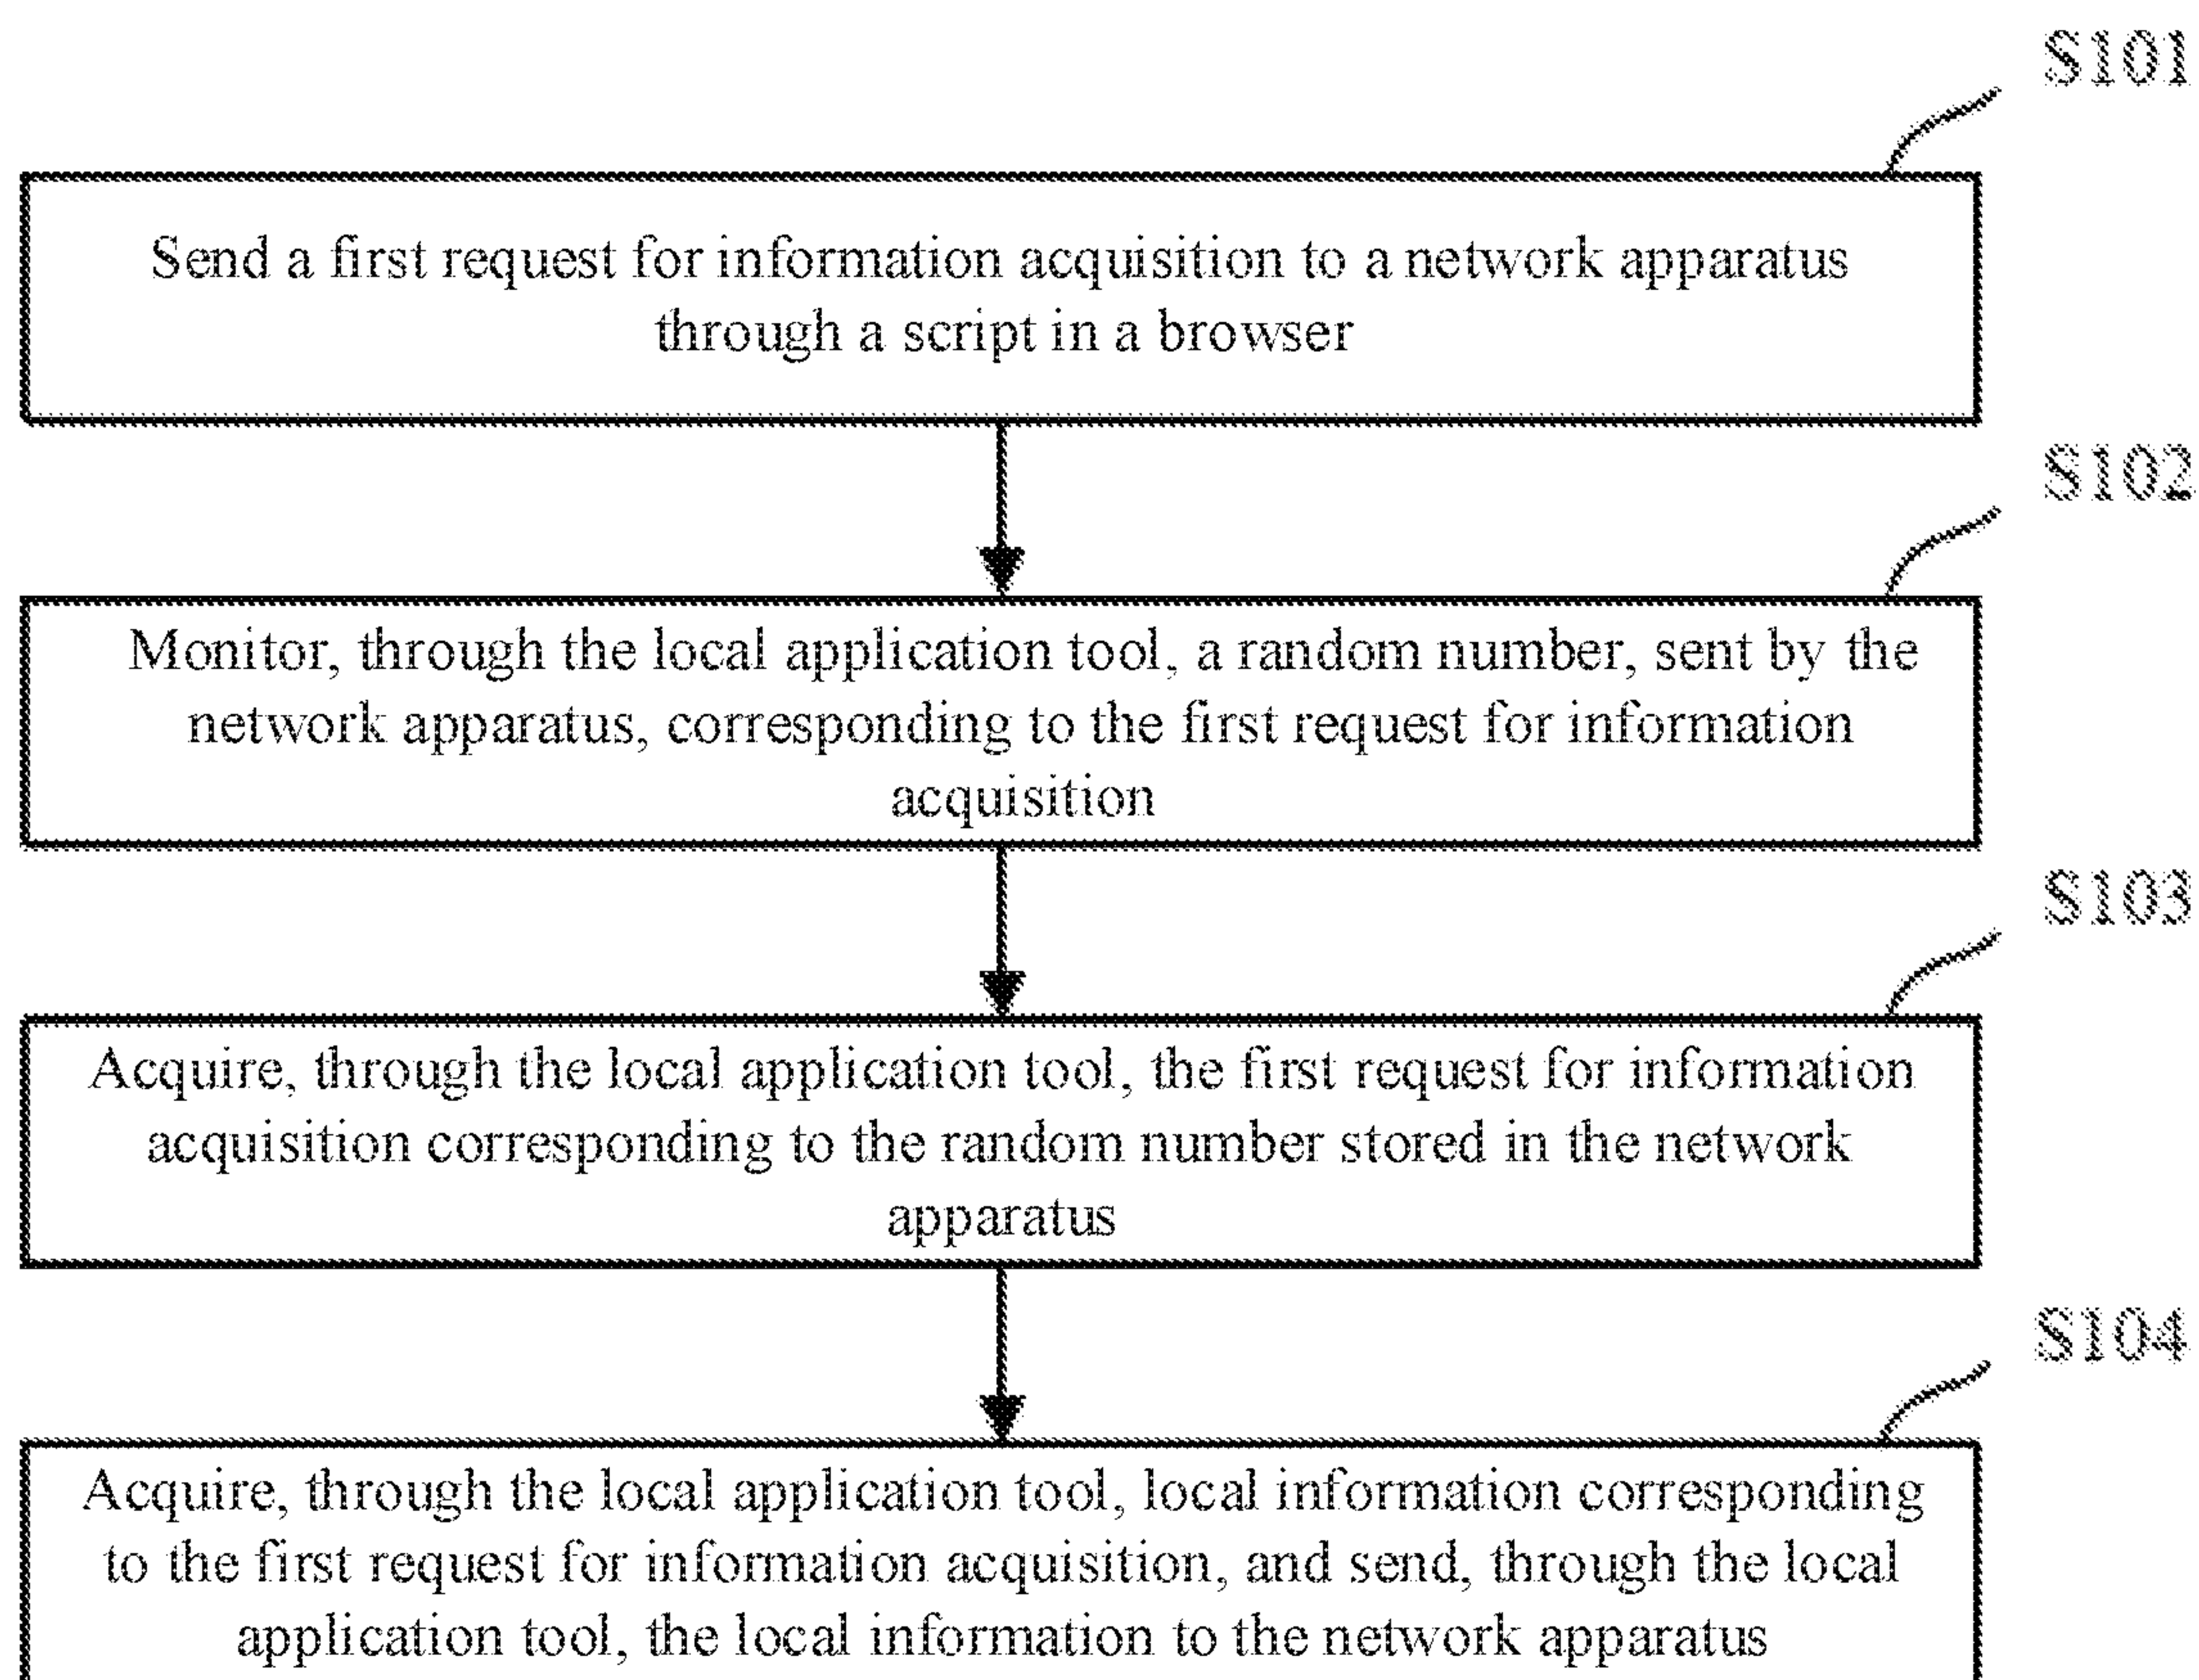 S101
Send a first request for information acquisition to a network apparatus
through a script in a browser
S102
Monitor, through the local application tool, a random number, sent by the
network apparatus, corresponding to the first request for information
acquisition
S103
Acquire, through the local application tool, the first request for information
acquisition corresponding to the random number stored in the network
apparatus
S104
Acquire, through the local application tool, local information corresponding
to the first request for information acquisition, and send, through the local
application tool, the local information to the network apparatus